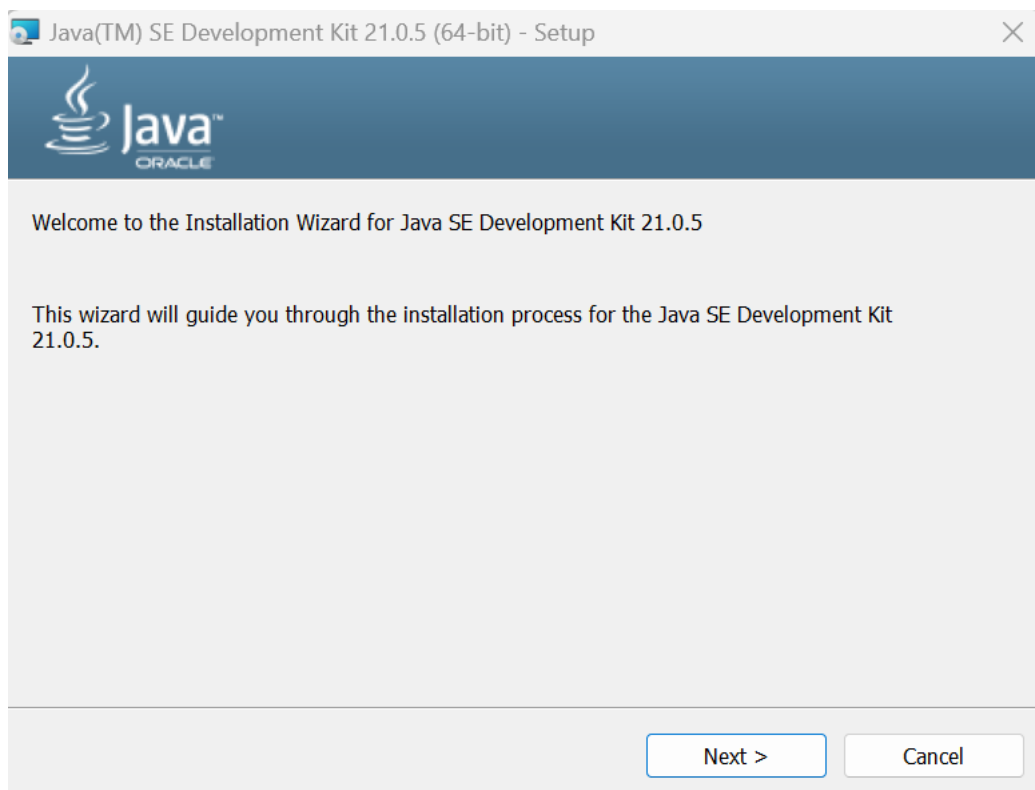 Java(TM) SE Development Kit 21.0.5 (64-bit) - Setup
Java™
ORACLE
Welcome to the Installation Wizard for Java SE Development Kit 21.0.5
This wizard will guide you through the installation process for the Java SE Development Kit
21.0.5.
Next > Cancel